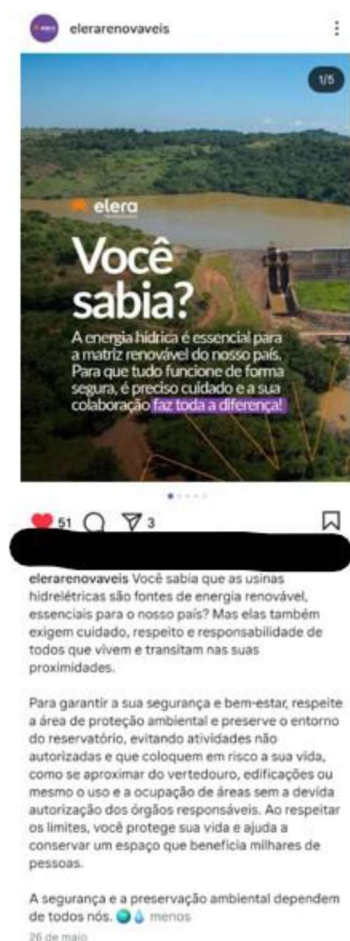 elerarenovaveis
1/5
elera
Você
sabia?
A energia hídrica é essencial para
a matriz renovável do nosso país.
Para que tudo funcione de forma
segura, é preciso cuidado e a sua
colaboração faz toda a diferença!
51 3
elerarenovaveis Você sabia que as usinas
hidrelétricas são fontes de energia renovável,
essenciais para o nosso país? Mas elas também
exigem cuidado, respeito e responsabilidade de
todos que vivem e transitam nas suas
proximidades.
Para garantir a sua segurança e bem-estar, respeite
a área de proteção ambiental e preserve o entorno
do reservatório, evitando atividades não
autorizadas e que coloquem em risco a sua vida,
como se aproximar do vertedouro, edificações ou
mesmo o uso e a ocupação de áreas sem a devida
autorização dos órgãos responsáveis. Ao respeitar
os limites, você protege sua vida e ajuda a
conservar um espaço que beneficia milhares de
pessoas.
A segurança e a preservação ambiental dependem
de todos nós. 🌍💧 menos
26 de maio